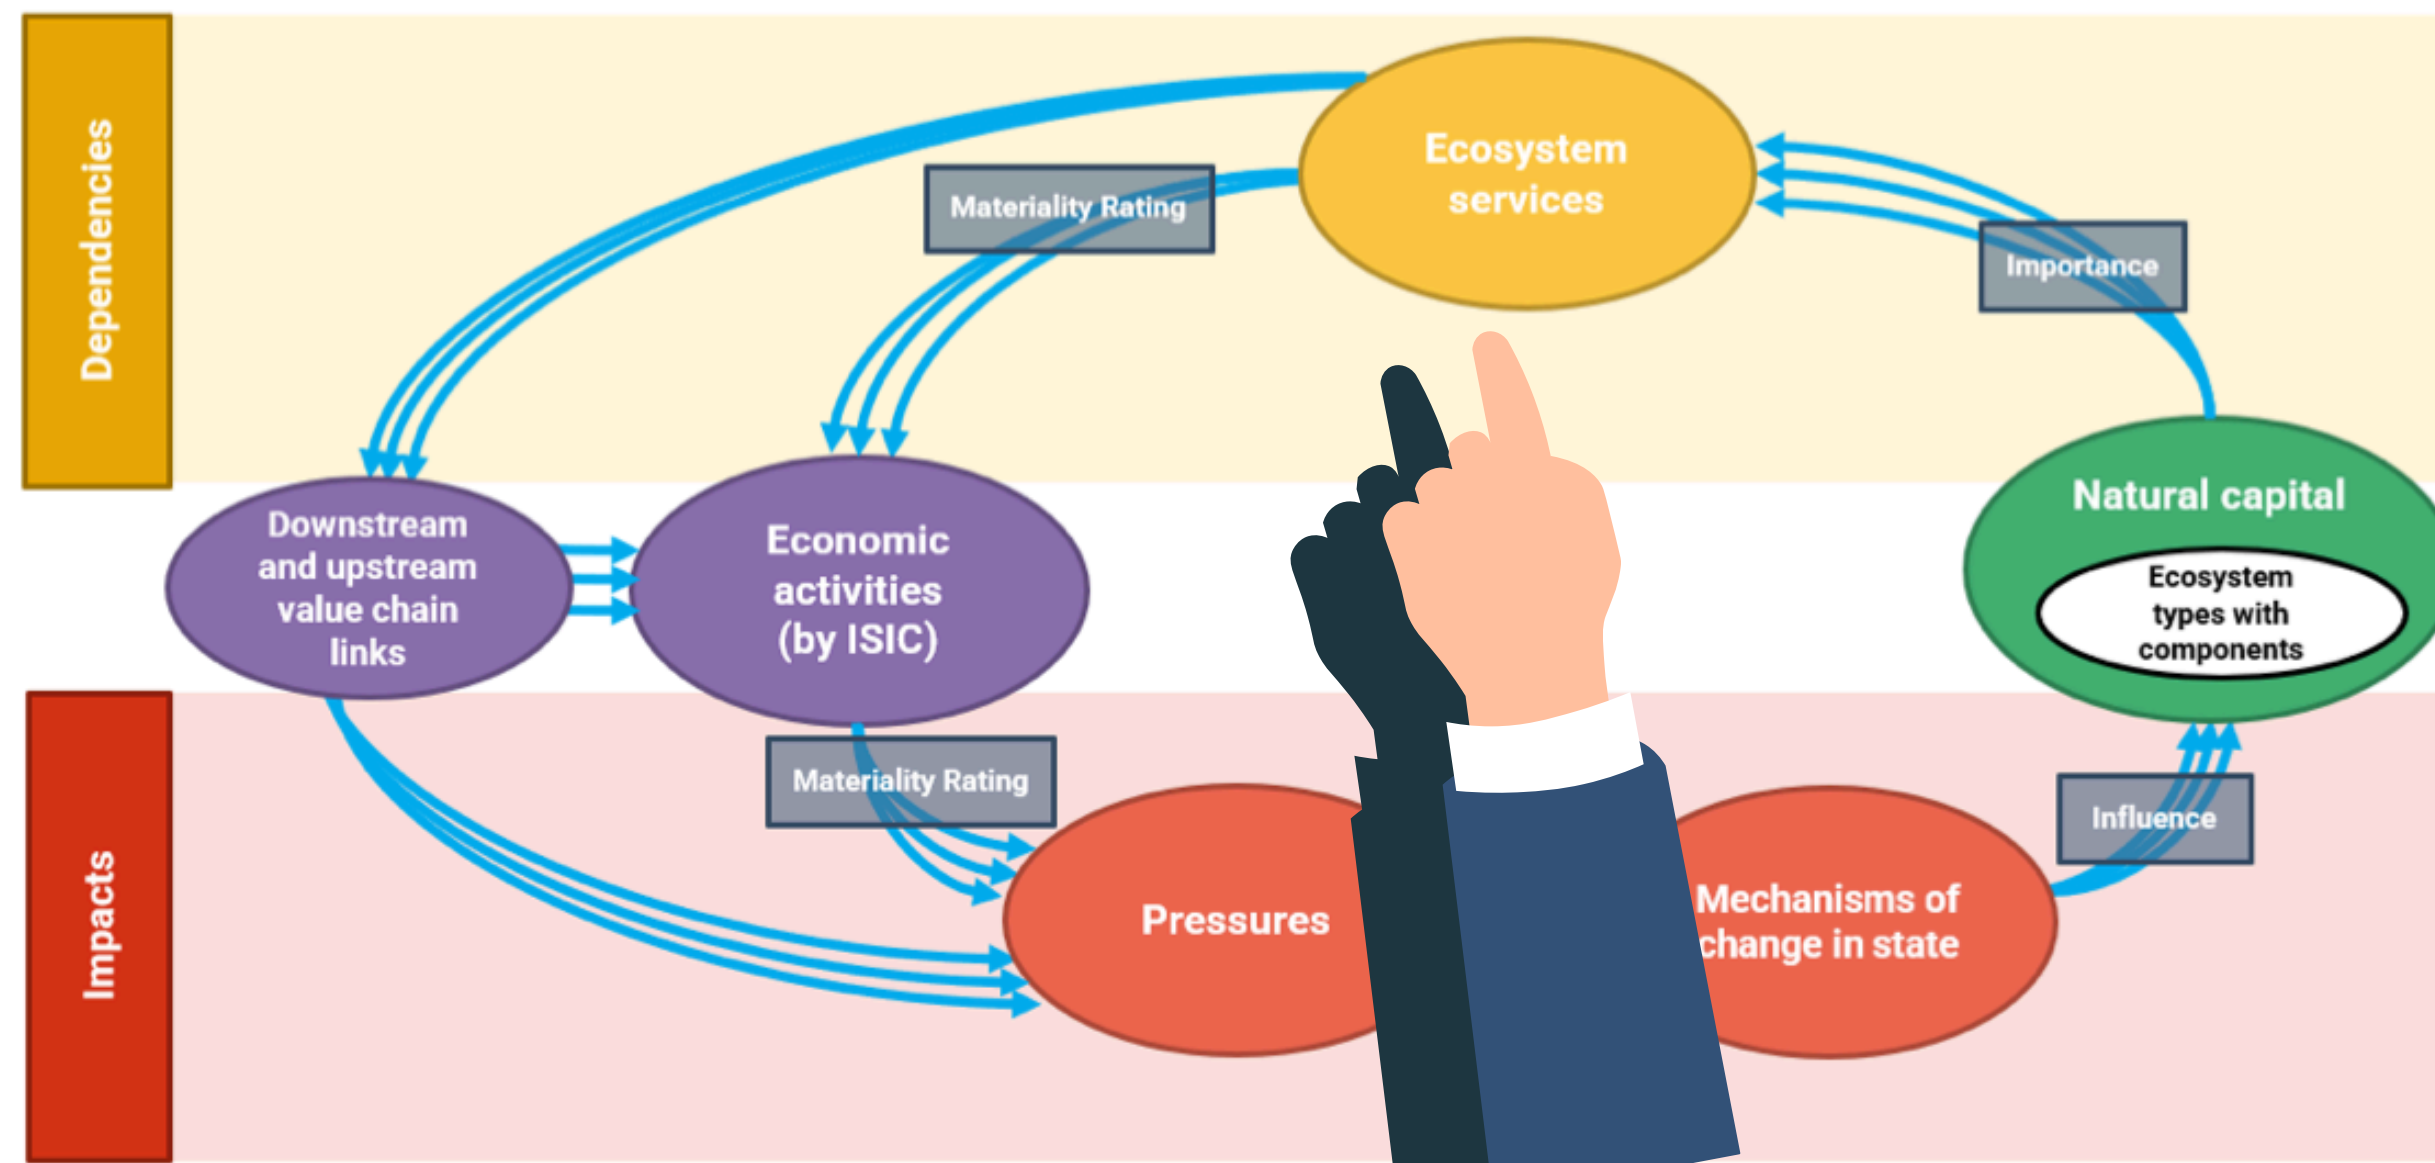 Dependencies
Ecosystem
services
Materiality Rating
Importance
Downstream
and upstream
value chain
links
Economic
activities
(by ISIC)
Natural capital
Ecosystem
types with
components
Impacts
Materiality Rating
Influence
Pressures
Mechanisms of
change in state